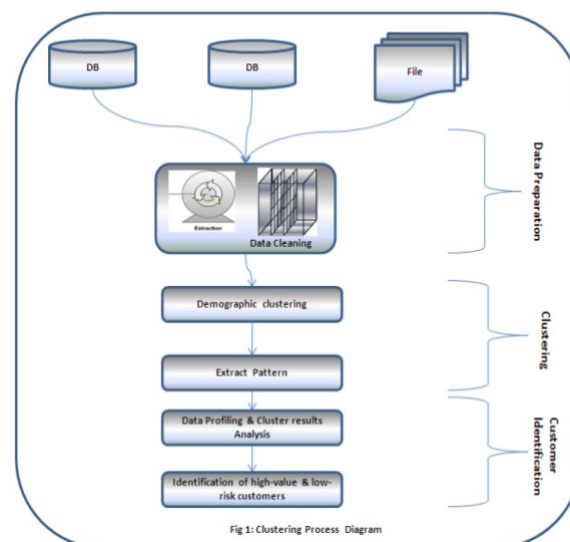 DB
DB
File
Extraction
Data Cleaning
Data Preparation
Demographic clustering
Extract Pattern
Clustering
Data Profiling & Cluster results
Analysis
Identification of high-value & low-
risk customers
Customer
Identification
Fig 1: Clustering Process Diagram